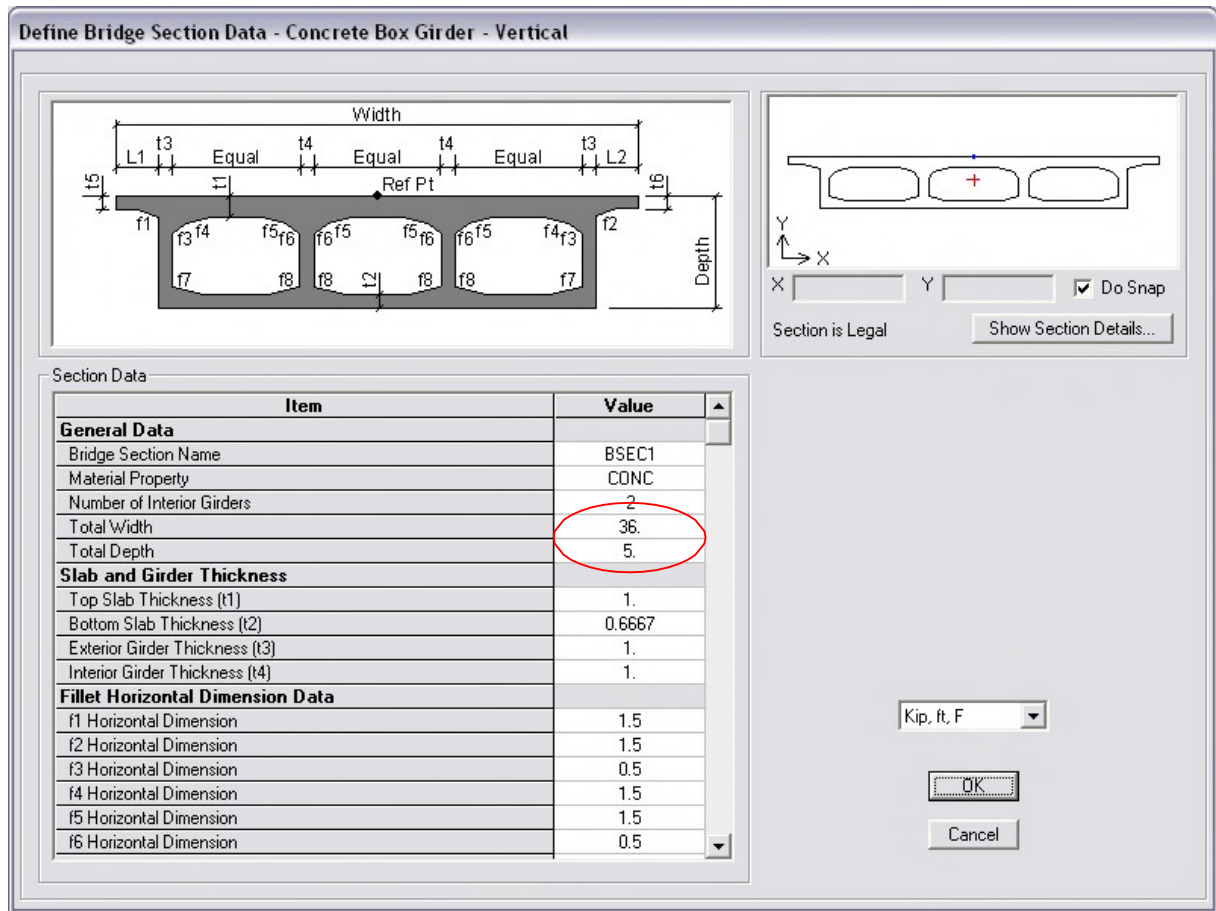 Define Bridge Section Data - Concrete Box Girder - Vertical
Width
t3 t4 t4 t3
L1 Equal Equal Equal L2
t5 t1 Ref Pt t6
f1 f2
f3 f4 f5 f6 f6 f5 f5 f6 f6 f5 f4 f3
Depth
f7 f8 f8 t2 f8 f8 f7
Y
X
X Y Do Snap
Section is Legal Show Section Details...
Section Data
Item Value
General Data
Bridge Section Name BSEC1
Material Property CONC
Number of Interior Girders 2
Total Width 36.
Total Depth 5.
Slab and Girder Thickness
Top Slab Thickness (t1) 1.
Bottom Slab Thickness (t2) 0.6667
Exterior Girder Thickness (t3) 1.
Interior Girder Thickness (t4) 1.
Fillet Horizontal Dimension Data
f1 Horizontal Dimension 1.5
f2 Horizontal Dimension 1.5
f3 Horizontal Dimension 0.5
f4 Horizontal Dimension 1.5
f5 Horizontal Dimension 1.5
f6 Horizontal Dimension 0.5
Kip, ft, F
OK
Cancel